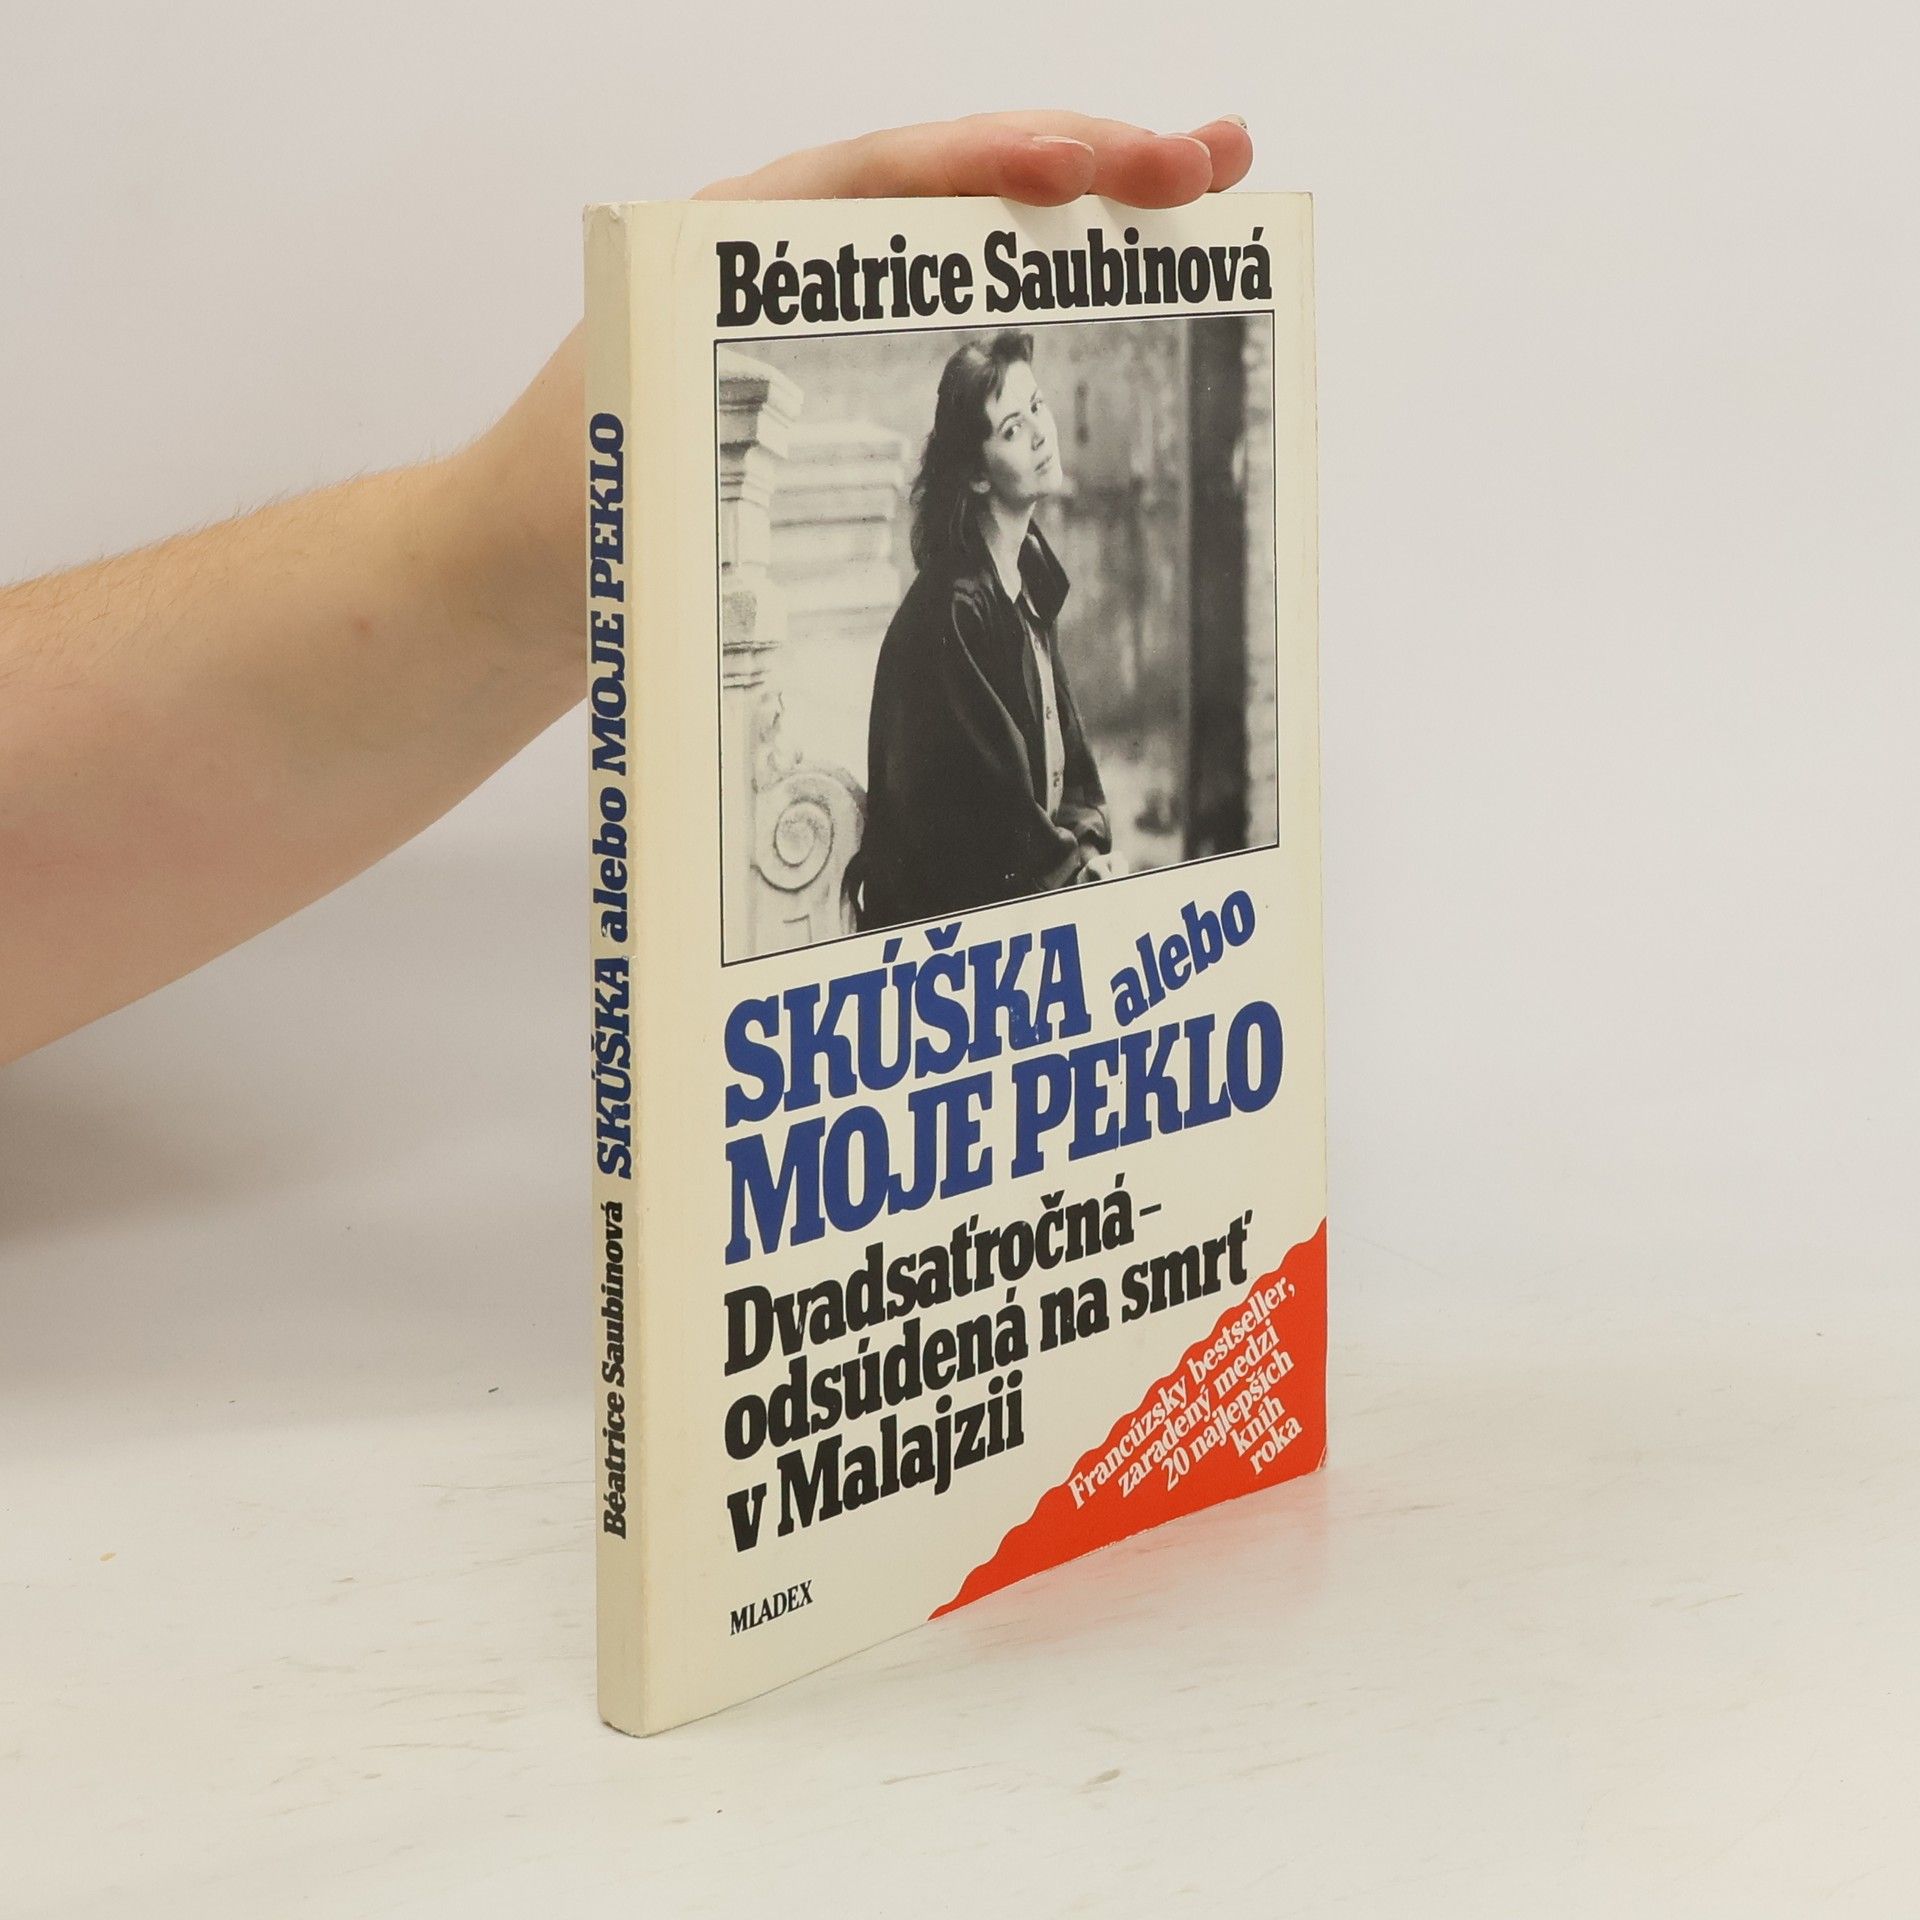 Béatrice Saubinová
SKÚŠKA alebo
MOJE PEKLO
Dvadsaťročná–
odsúdená na smrť
v Malajzii
Francúzsky bestseller,
zaradený medzi
20 najlepších
kníh
roka
MLADEX
Béatrice Saubinová SKÚŠKA alebo MOJE PEKLO